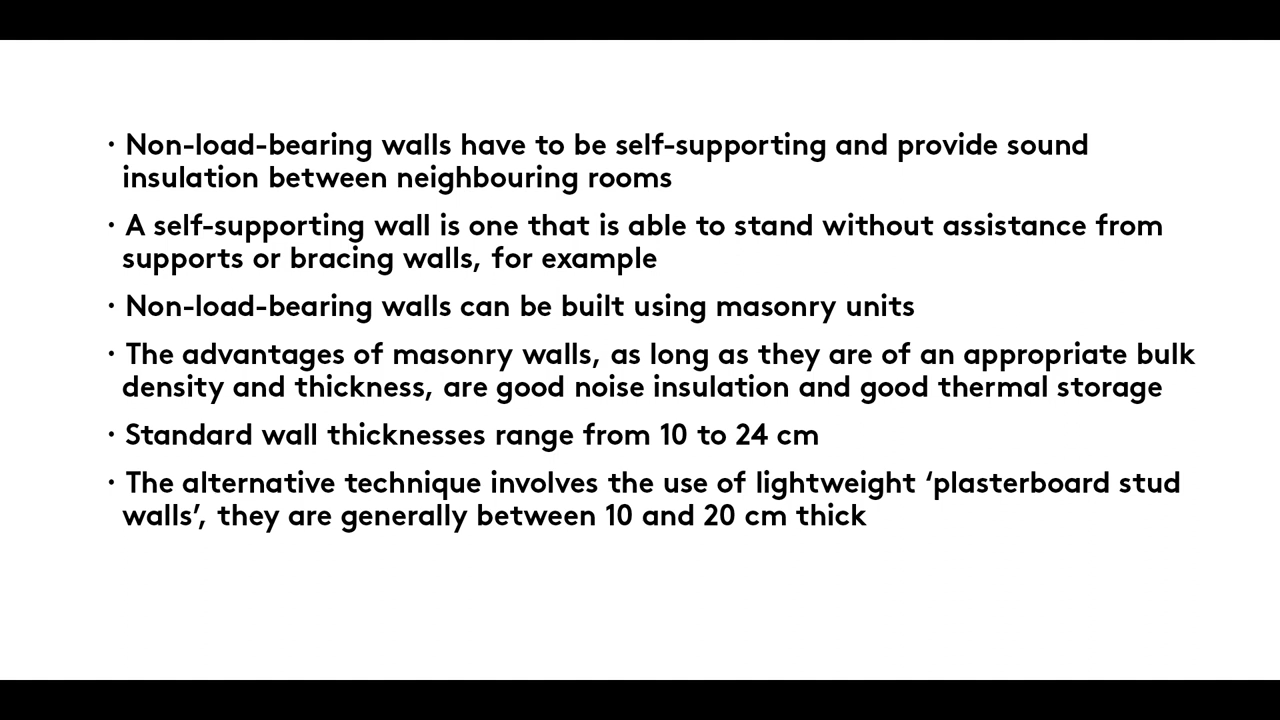 · Non-load-bearing walls have to be self-supporting and provide sound
insulation between neighbouring rooms
· A self-supporting wall is one that is able to stand without assistance from
supports or bracing walls, for example
· Non-load-bearing walls can be built using masonry units
· The advantages of masonry walls, as long as they are of an appropriate bulk
density and thickness, are good noise insulation and good thermal storage
· Standard wall thicknesses range from 10 to 24 cm
· The alternative technique involves the use of lightweight ‘plasterboard stud
walls’, they are generally between 10 and 20 cm thick